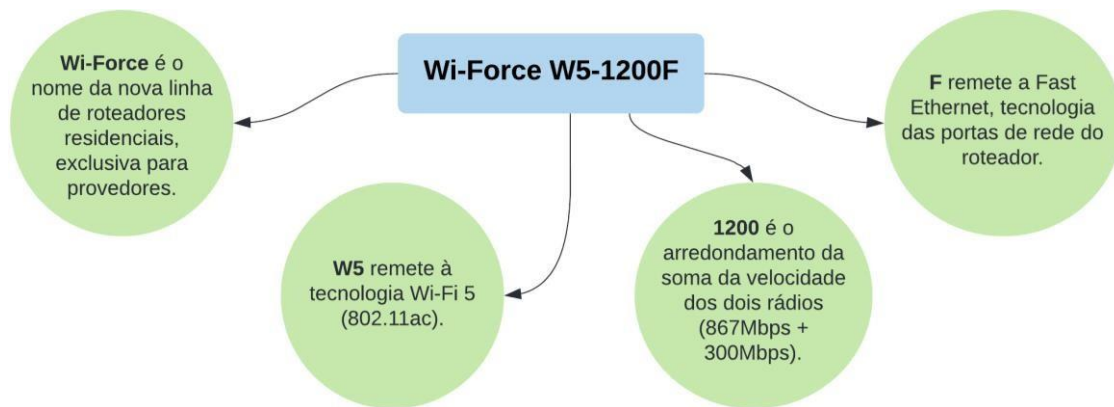 Wi-Force W5-1200F
Wi-Force é o
nome da nova linha
de roteadores
residenciais,
exclusiva para
provedores.
W5 remete à
tecnologia Wi-Fi 5
(802.11ac).
1200 é o
arredondamento da
soma da velocidade
dos dois rádios
(867Mbps +
300Mbps).
F remete a Fast
Ethernet, tecnologia
das portas de rede do
roteador.